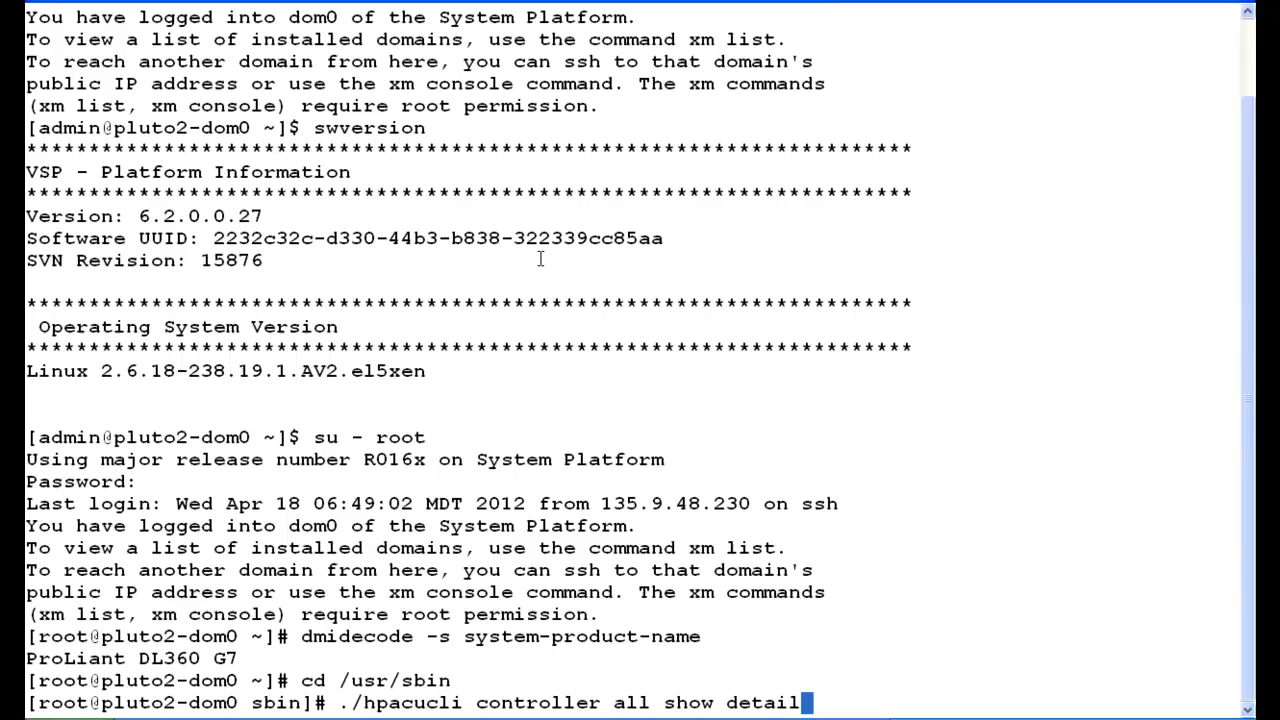 You have logged into dom0 of the System Platform.
To view a list of installed domains, use the command xm list.
To reach another domain from here, you can ssh to that domain's
public IP address or use the xm console command. The xm commands
(xm list, xm console) require root permission.
[admin@pluto2-dom0 ~]$ swversion
***********************************************************************
VSP - Platform Information
***********************************************************************
Version: 6.2.0.0.27
Software UUID: 2232c32c-d330-44b3-b838-322339cc85aa
SVN Revision: 15876
***********************************************************************
Operating System Version
***********************************************************************
Linux 2.6.18-238.19.1.AV2.el5xen
[admin@pluto2-dom0 ~]$ su - root
Using major release number R016x on System Platform
Password:
Last login: Wed Apr 18 06:49:02 MDT 2012 from 135.9.48.230 on ssh
You have logged into dom0 of the System Platform.
To view a list of installed domains, use the command xm list.
To reach another domain from here, you can ssh to that domain's
public IP address or use the xm console command. The xm commands
(xm list, xm console) require root permission.
[root@pluto2-dom0 ~]# dmidecode -s system-product-name
ProLiant DL360 G7
[root@pluto2-dom0 ~]# cd /usr/sbin
[root@pluto2-dom0 sbin]# ./hpacucli controller all show detail